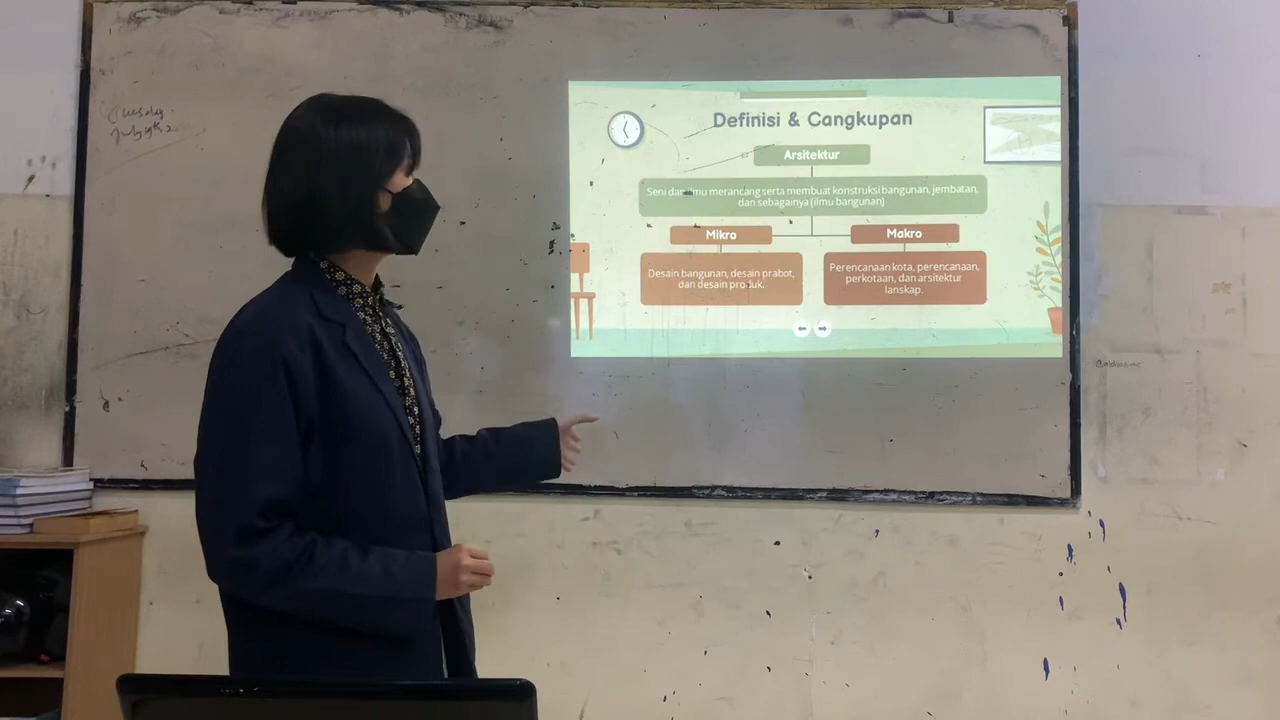 Tuesday
Definisi & Cangkupan
Arsitektur
Seni dan ilmu merancang serta membuat konstruksi bangunan, jembatan,
dan sebagainya (ilmu bangunan)
Mikro
Makro
Desain bangunan, desain prabot,
dan desain produk.
Perencanaan kota, perencanaan,
perkotaan, dan arsitektur
lanskap.